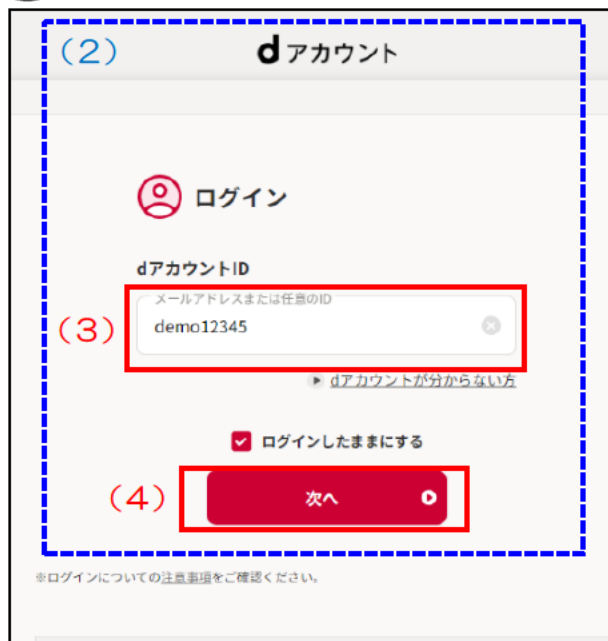 (2)
dアカウント
ログイン
dアカウントID
メールアドレスまたは任意のID
(3)
demo12345
dアカウントが分からない方
ログインしたままにする
(4)
次へ
※ログインについての注意事項をご確認ください。